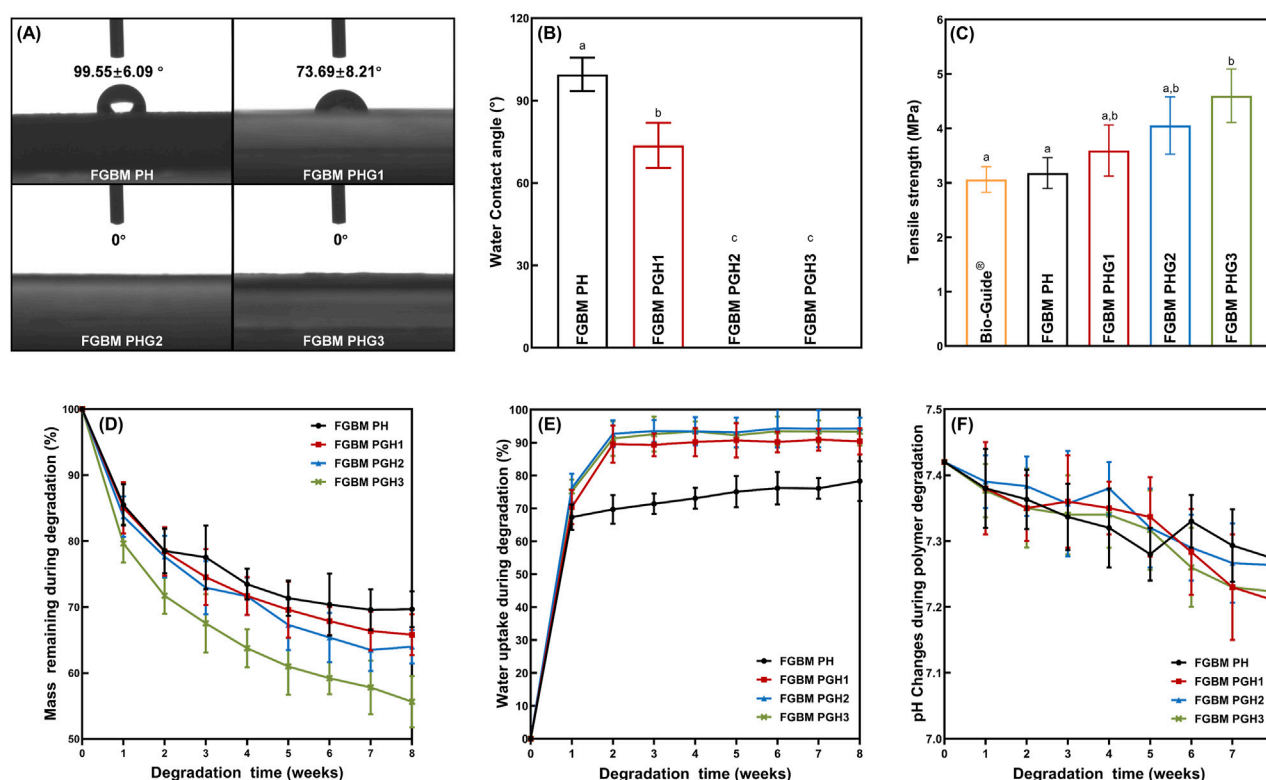 (A)
99.55±6.09 °
73.69±8.21°
FGBM PH
FGBM PHG1
0°
0°
FGBM PHG2
FGBM PHG3
(B)
Water Contact angle (°)
120
90
60
30
0
a
b
c
c
FGBM PH
FGBM PGH1
FGBM PGH2
FGBM PGH3
(C)
Tensile strength (MPa)
6
5
4
3
2
1
0
a
a
a,b
a,b
b
Bio-Guide®
FGBM PH
FGBM PHG1
FGBM PHG2
FGBM PHG3
(D)
Mass remaining during degradation (%)
100
90
80
70
60
50
FGBM PH
FGBM PGH1
FGBM PGH2
FGBM PGH3
0 1 2 3 4 5 6 7 8
Degradation time (weeks)
(E)
Water uptake during degradation (%)
100
90
80
70
60
50
40
30
20
10
0
FGBM PH
FGBM PGH1
FGBM PGH2
FGBM PGH3
0 1 2 3 4 5 6 7 8
Degradation time (weeks)
(F)
pH Changes during polymer degradation
7.5
7.4
7.3
7.2
7.1
7.0
FGBM PH
FGBM PGH1
FGBM PGH2
FGBM PGH3
0 1 2 3 4 5 6 7
Degradation time (weeks)